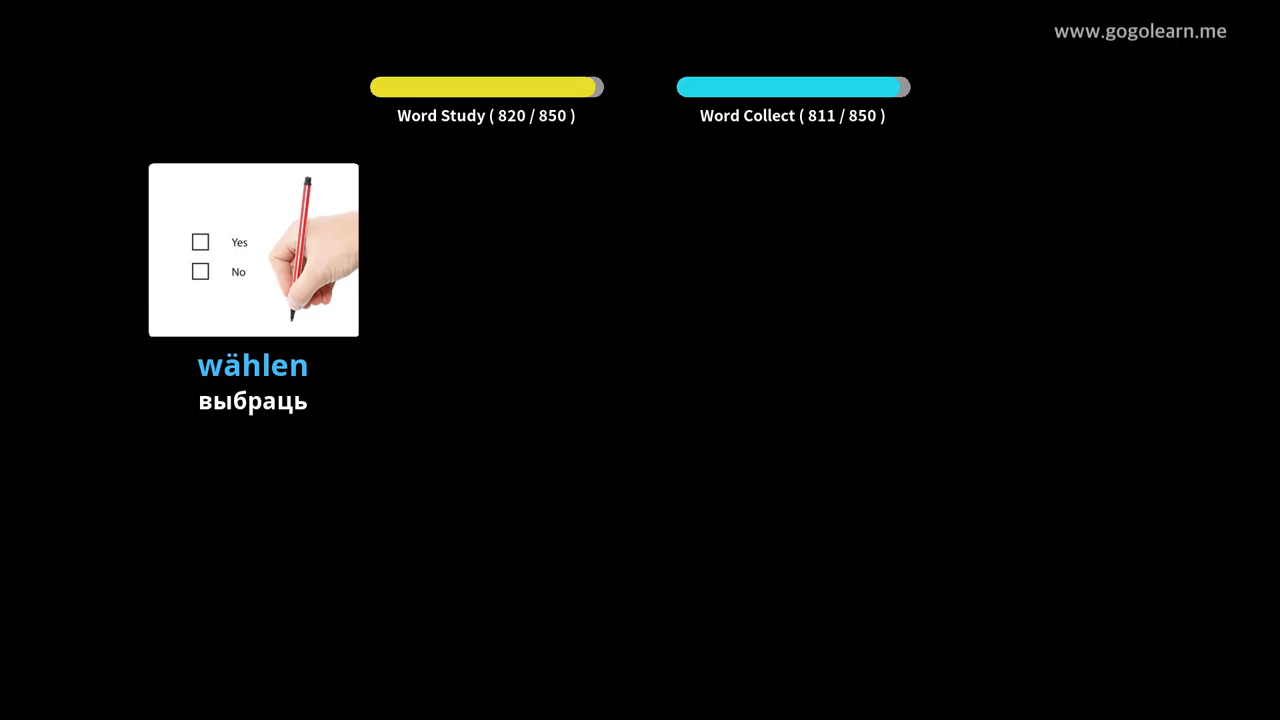 www.gogolearn.me
Word Study ( 820 / 850 )
Word Collect ( 811 / 850 )
Yes
No
wählen
выбраць